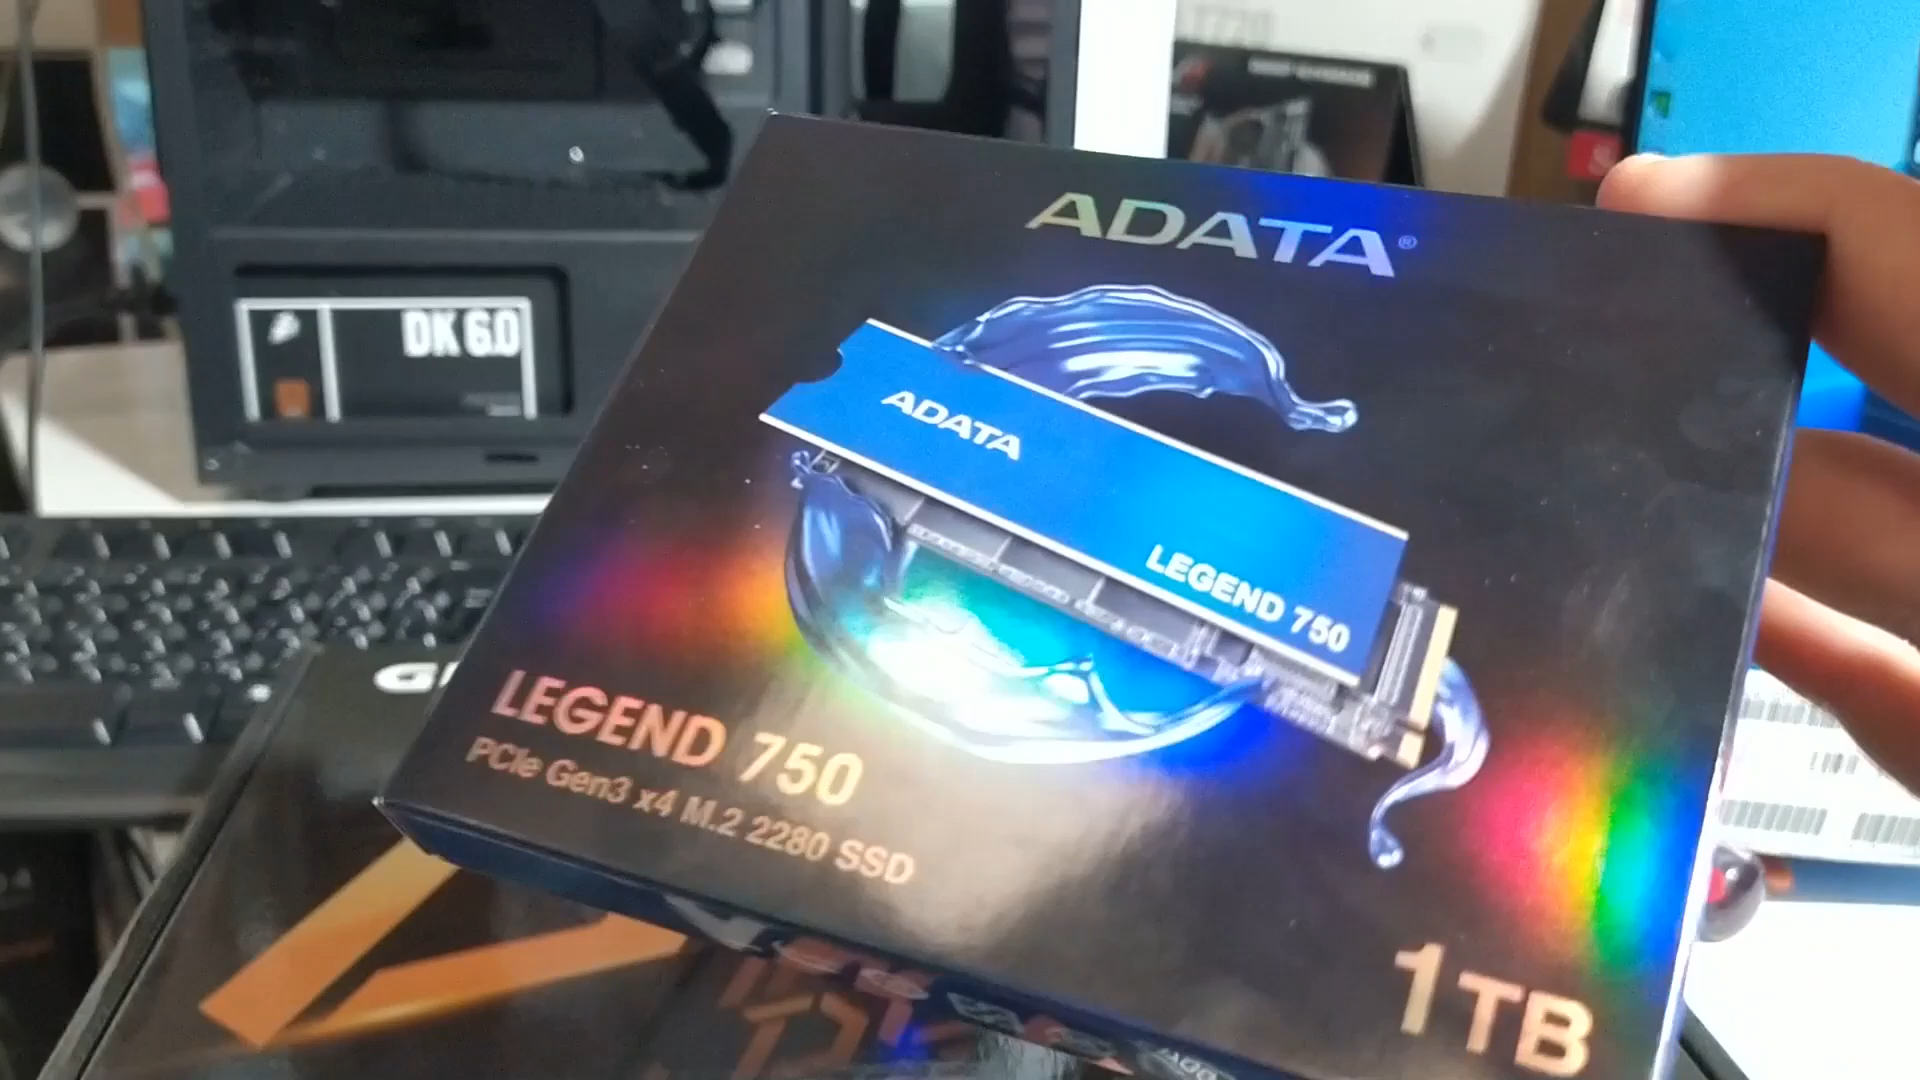 DK 6.0
ADATA®
ADATA
LEGEND 750
LEGEND 750
PCIe Gen3 x4 M.2 2280 SSD
1TB